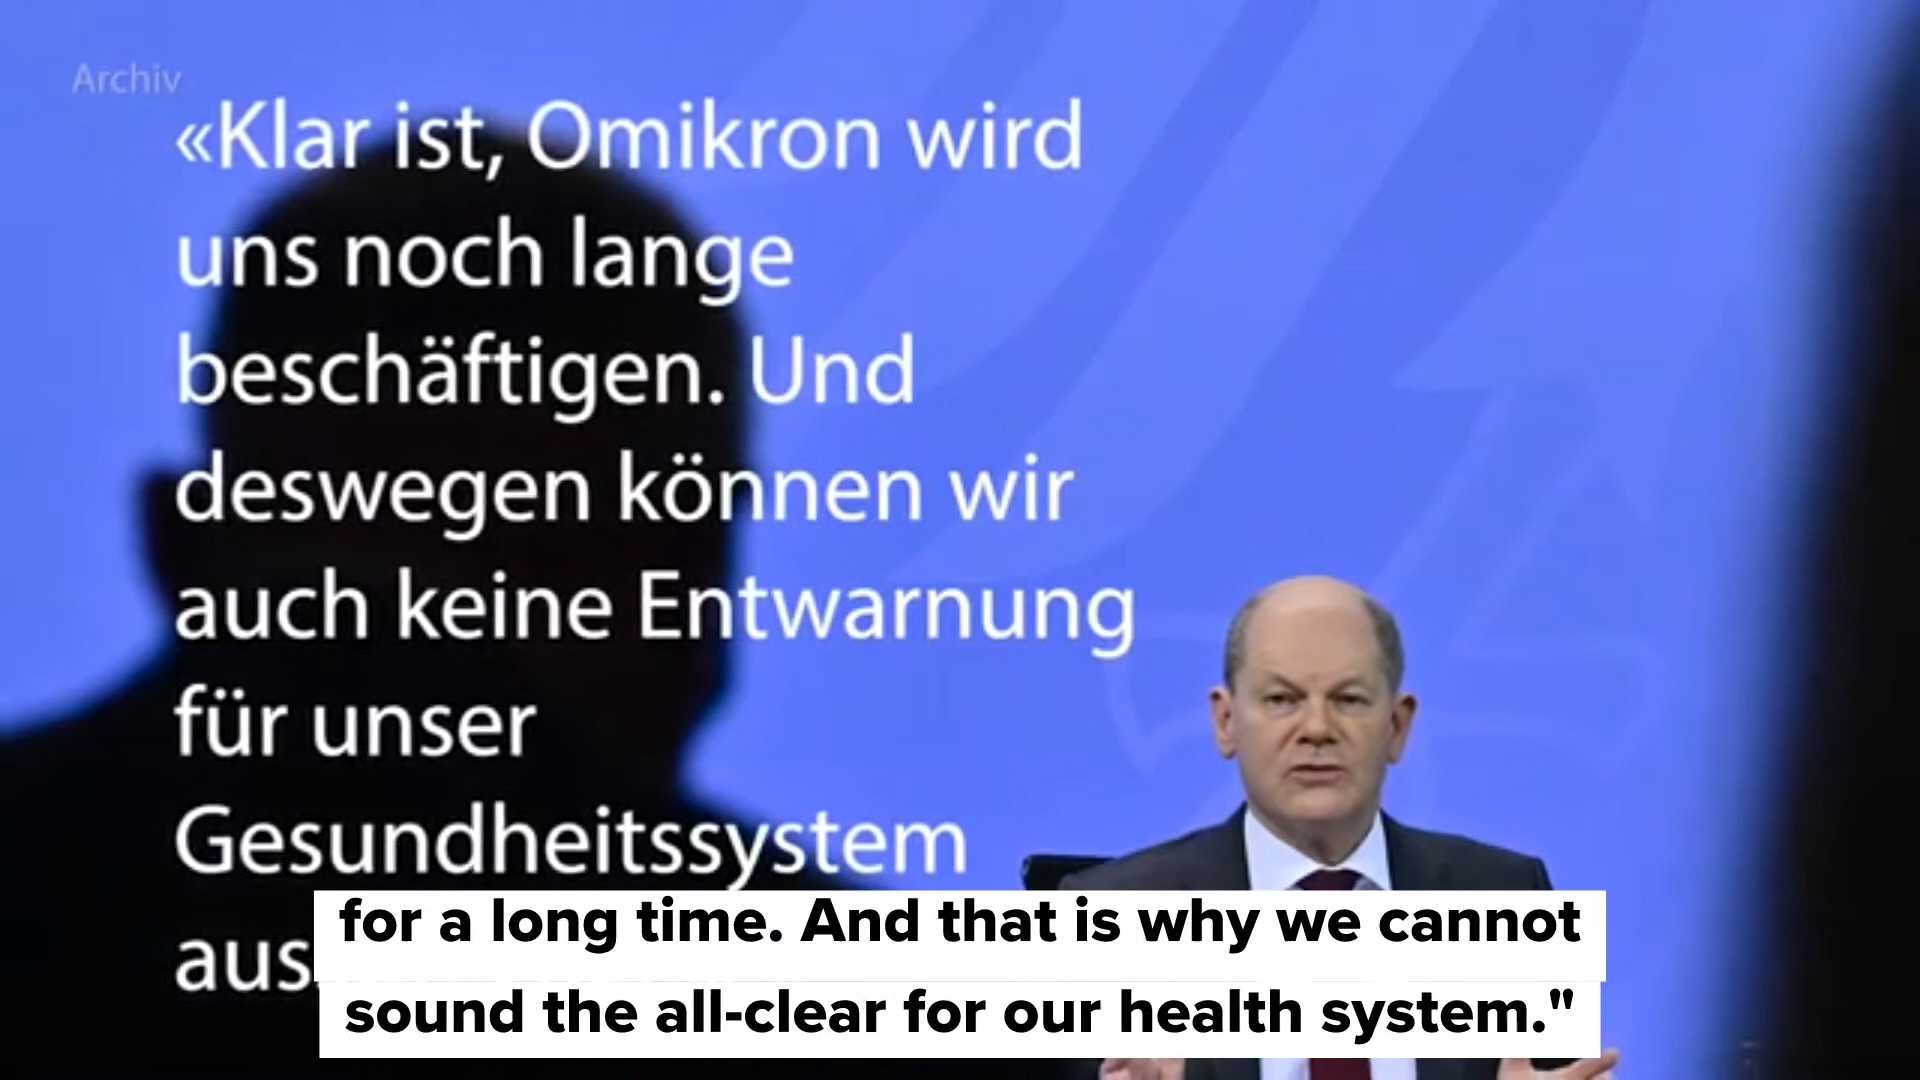 Archiv
«Klar ist, Omikron wird
uns noch lange
beschäftigen. Und
deswegen können wir
auch keine Entwarnung
für unser
Gesundheitssystem
for a long time. And that is why we cannot
sound the all-clear for our health system."